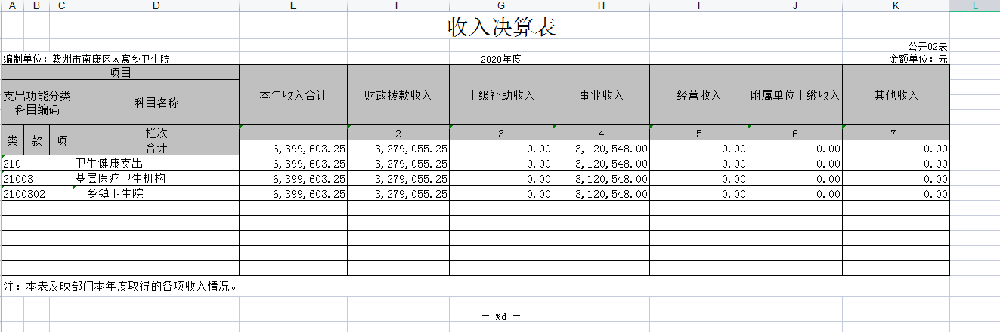 A B C D E F G H I J K L
收入决算表
公开02表
编制单位：赣州市南康区太窝乡卫生院 2020年度 金额单位：元
项目
支出功能分类科目编码 科目名称 本年收入合计 财政拨款收入 上级补助收入 事业收入 经营收入 附属单位上缴收入 其他收入
类 款 项 栏次 1 2 3 4 5 6 7
合计 6,399,603.25 3,279,055.25 0.00 3,120,548.00 0.00 0.00 0.00
210 卫生健康支出 6,399,603.25 3,279,055.25 0.00 3,120,548.00 0.00 0.00 0.00
21003 基层医疗卫生机构 6,399,603.25 3,279,055.25 0.00 3,120,548.00 0.00 0.00 0.00
2100302 乡镇卫生院 6,399,603.25 3,279,055.25 0.00 3,120,548.00 0.00 0.00 0.00
注：本表反映部门本年度取得的各项收入情况。
— %d —